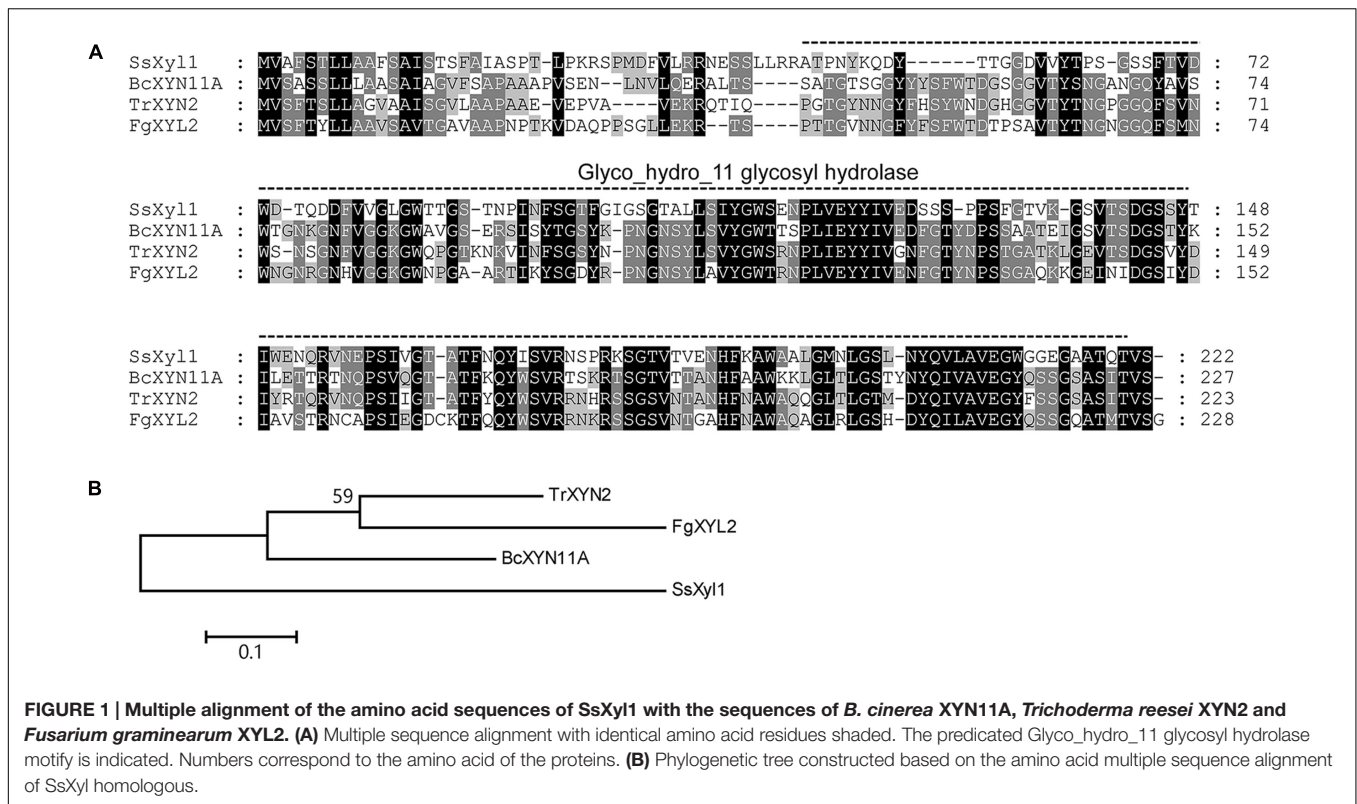 A
SsXyl1 : MVAFSTLLAAFSAISTSFAIASPT-LPKRSPMDFVLRRNESSLLRRATPNYKQDY------TTGGDVVYTPS-GSSFTVD : 72
BcXYN11A : MVSASSLLLAASAIAGVFSAPAAAPVSEN--LNVLQERALTS----SATGTSGGYYYSFWTDGSGGVTYSNGANGQYAVS : 74
TrXYN2 : MVSFTSLLAGVAAISGVLAAPAAE-VEPVA----VEKRQTIQ----PGTGYNNGYFHSYWNDGHGGVTYTNGPGGQFSVN : 71
FgXYL2 : MVSFTYLLAAVSAVTGAVAAPNPTKVDAQPPSGLLEKR--TS----PTTGVNNGFYFSFWTDTPSAVTYTNGNGGQFSMN : 74
Glyco_hydro_11 glycosyl hydrolase
SsXyl1 : WD-TQDDFVVGLGWTTGS-TNPINFSGTFGIGSGTALLSIYGWSENPLVEYYIVEDSSS-PPSFGTVK-GSVTSDGSSYT : 148
BcXYN11A : WTGNKGNFVGGKGWAVGS-ERSISYTGSYK-PNGNSYLSVYGWTTSPLIEYYIVEDFGTYDPSSAATEIGSVTSDGSTYK : 152
TrXYN2 : WS-NSGNFVGGKGWQPGTKNKVINFSGSYN-PNGNSYLSVYGWSRNPLIEYYIVENFGTYNPSTGATKLGEVTSDGSVYD : 149
FgXYL2 : WNGNRGNHVGGKGWNPGA-ARTIKYSGDYR-PNGNSYLAVYGWTRNPLIEYYIVENFGTYNPSSGAQKKGEINIDGSIYD : 152
SsXyl1 : IWENQRVNEPSIVGT-ATFNQYISVRNSPRKSGTVTVENHFKAWAALGMNLGSL-NYQVLAVEGWGGEGAATQTVS- : 222
BcXYN11A : ILETTRTNQPSVQGT-ATFKQYWSVRTSKRTSGTVTTANHFAAWKKLGLTLGSTYNYQIVAVEGYQSSGSASITVS- : 227
TrXYN2 : IYRTQRVNQPSIIGT-ATFYQYWSVRRNHRSSGSVNTANHFNAWAQQGLTLGTM-DYQIVAVEGYFSSGSASITVS- : 223
FgXYL2 : IAVSTRNCAPSIEGDCKTFQQYWSVRRNKRSSGSVNTGAHFNAWAQAGLRLGSH-DYQILAVEGYQSSGQATMTVSG : 228
B
59
TrXYN2
FgXYL2
BcXYN11A
SsXyl1
0.1
FIGURE 1 | Multiple alignment of the amino acid sequences of SsXyl1 with the sequences of B. cinerea XYN11A, Trichoderma reesei XYN2 and
Fusarium graminearum XYL2. (A) Multiple sequence alignment with identical amino acid residues shaded. The predicated Glyco_hydro_11 glycosyl hydrolase
motify is indicated. Numbers correspond to the amino acid of the proteins. (B) Phylogenetic tree constructed based on the amino acid multiple sequence alignment
of SsXyl homologous.